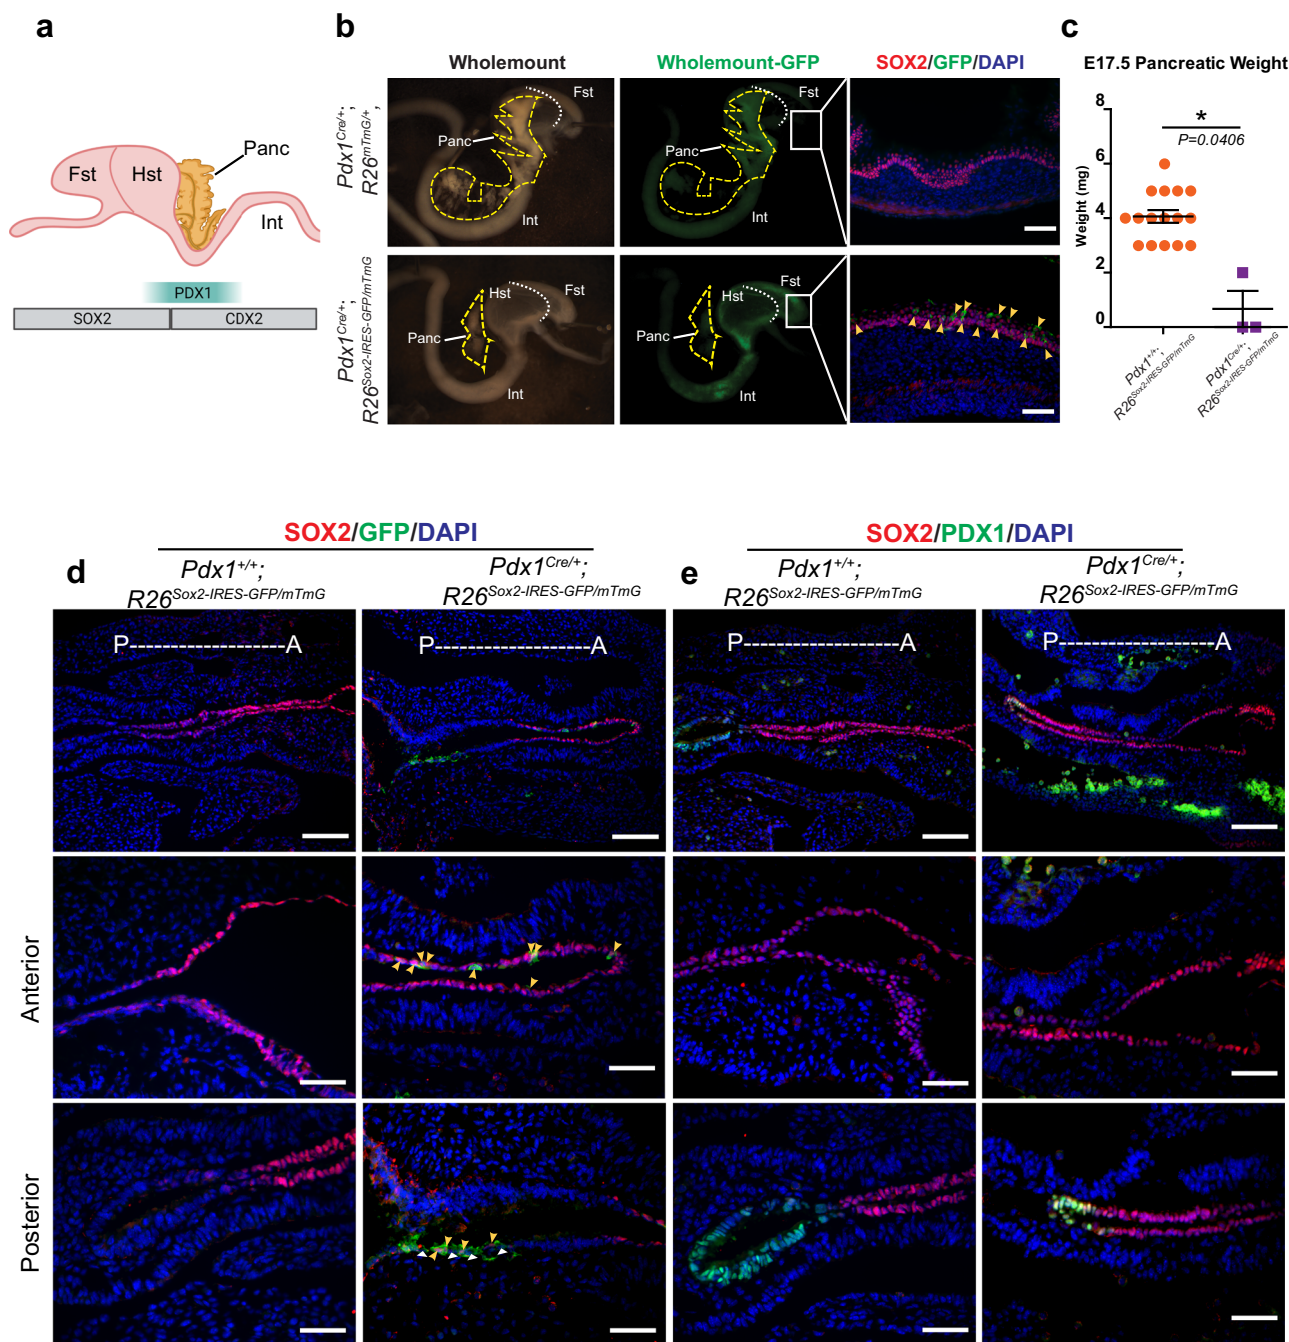 a
Fst
Hst
Panc
Int
PDX1
SOX2
CDX2
b
Wholemount
Wholemount-GFP
SOX2/GFP/DAPI
Pdx1Cre/+;
R26mTmG/+,
Fst
Panc
Int
Fst
Panc
Int
Pdx1Cre/+;
R26Sox2-IRES-GFP/mTmG
Hst
Fst
Panc
Int
Hst
Fst
Panc
Int
c
E17.5 Pancreatic Weight
Weight (mg)
8
6
4
2
0
*
P=0.0406
Pdx1+/+;
R26Sox2-IRES-GFP/mTmG
Pdx1Cre/+;
R26Sox2-IRES-GFP/mTmG
SOX2/GFP/DAPI
d
Pdx1+/+;
R26Sox2-IRES-GFP/mTmG
Pdx1Cre/+;
R26Sox2-IRES-GFP/mTmG
SOX2/PDX1/DAPI
e
Pdx1+/+;
R26Sox2-IRES-GFP/mTmG
Pdx1Cre/+;
R26Sox2-IRES-GFP/mTmG
P--------------------A
P--------------------A
P--------------------A
P--------------------A
Anterior
Posterior